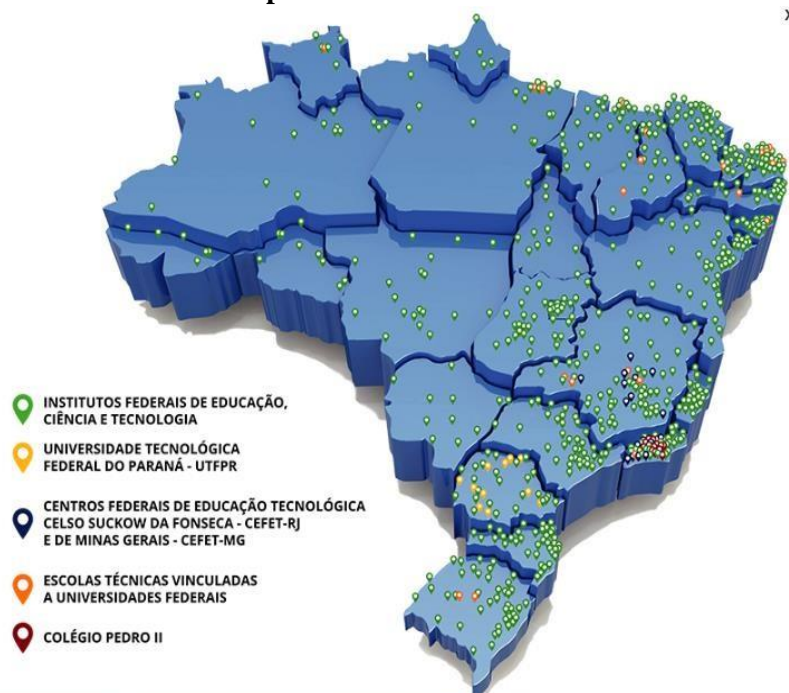 INSTITUTOS FEDERAIS DE EDUCAÇÃO,
CIÊNCIA E TECNOLOGIA
UNIVERSIDADE TECNOLÓGICA
FEDERAL DO PARANÁ - UTFPR
CENTROS FEDERAIS DE EDUCAÇÃO TECNOLÓGICA
CELSO SUCKOW DA FONSECA - CEFET-RJ
E DE MINAS GERAIS - CEFET-MG
ESCOLAS TÉCNICAS VINCULADAS
A UNIVERSIDADES FEDERAIS
COLÉGIO PEDRO II